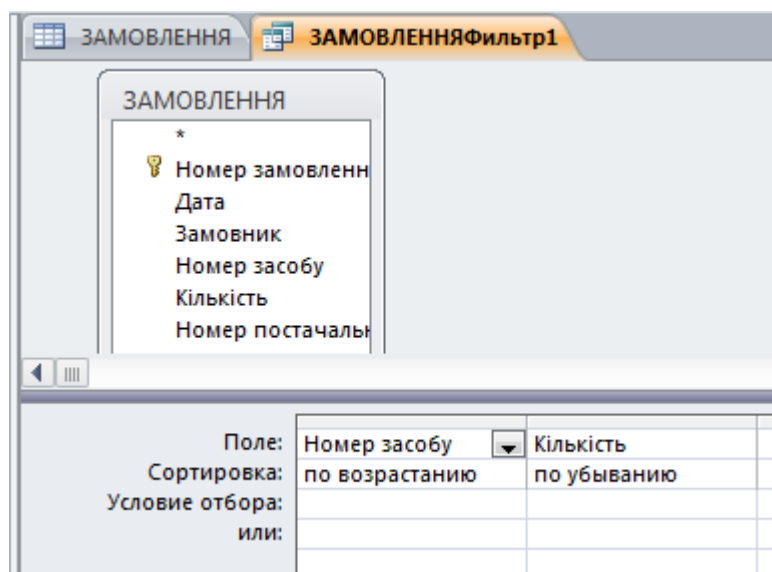 ЗАМОВЛЕННЯ ЗАМОВЛЕННЯФильтр1
ЗАМОВЛЕННЯ
*
Номер замовленн
Дата
Замовник
Номер засобу
Кількість
Номер постачальн
Поле: Номер засобу Кількість
Сортировка: по возрастанию по убыванию
Условие отбора:
или: